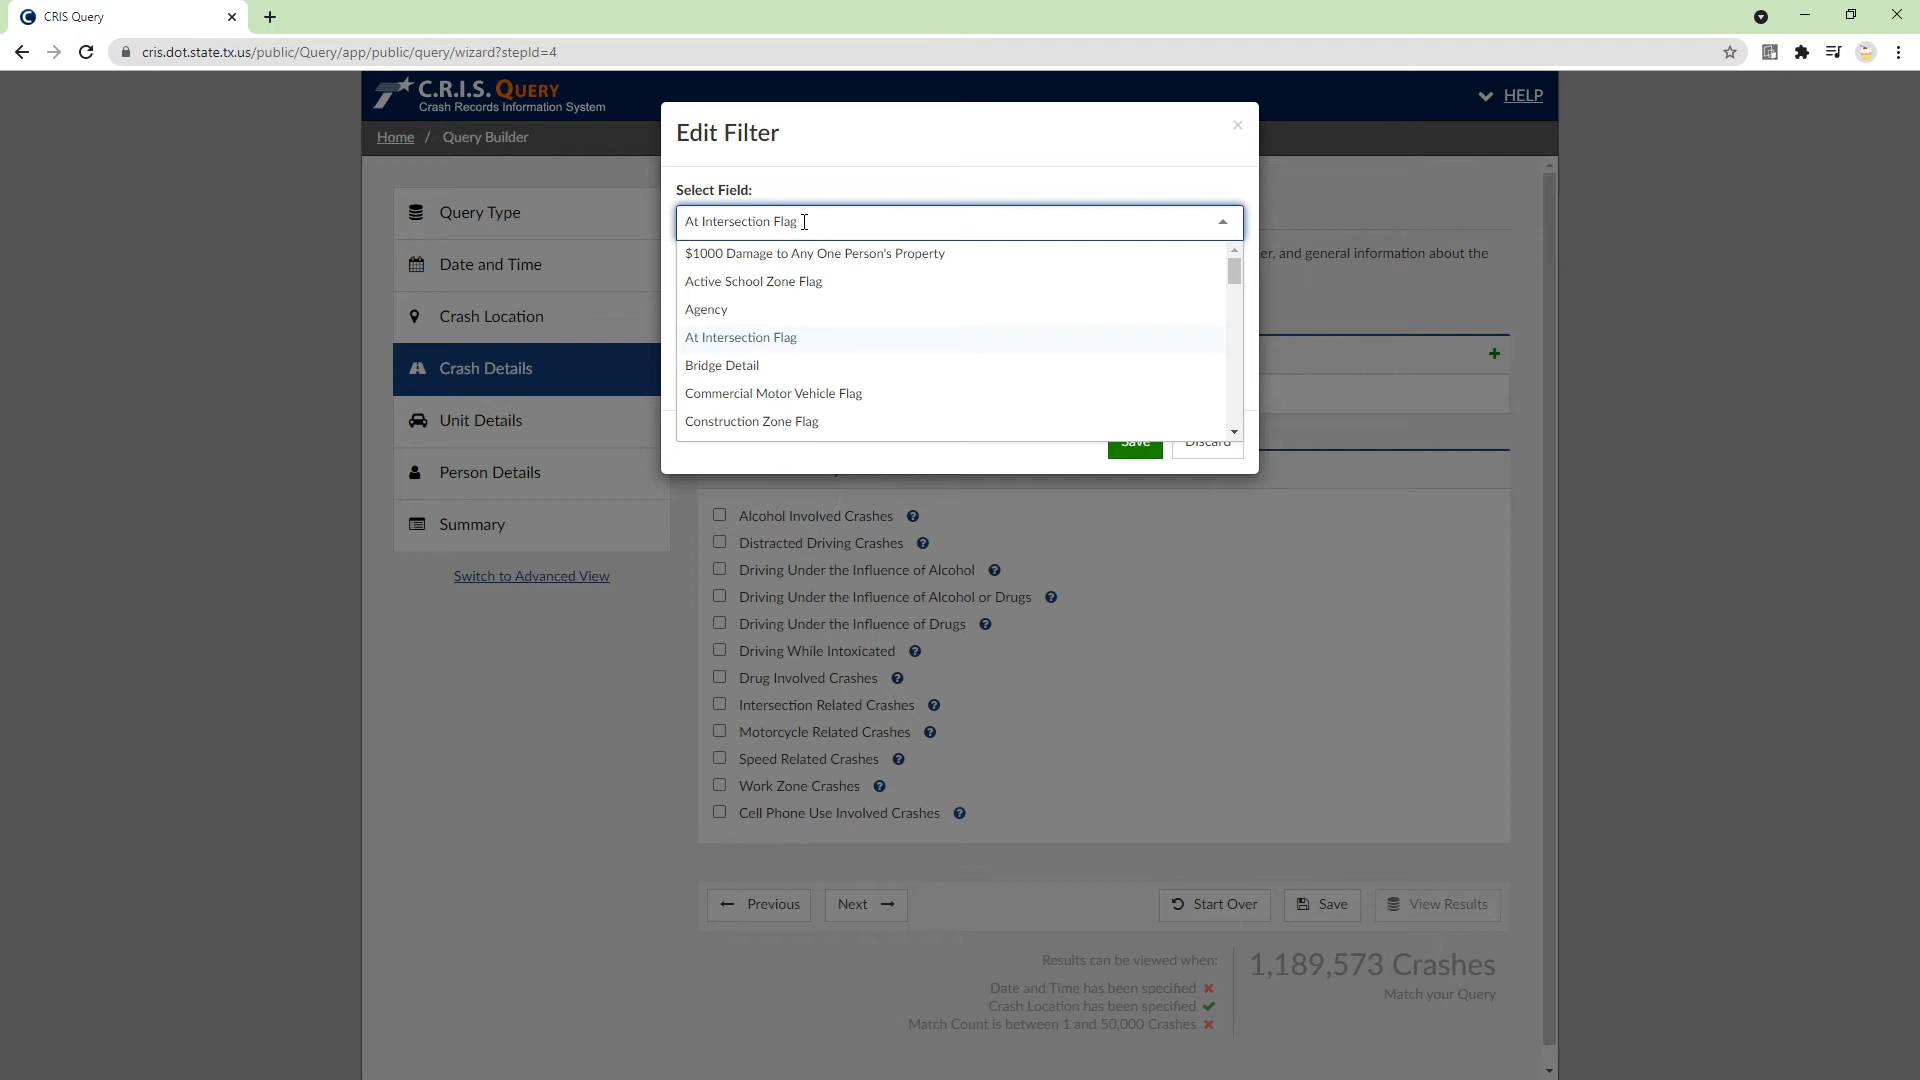 CRIS Query
cris.dot.state.tx.us/public/Query/app/public/query/wizard?stepId=4
C.R.I.S. QUERY
Crash Records Information System
HELP
Home / Query Builder
Edit Filter
×
Query Type
Date and Time
Crash Location
Crash Details
Unit Details
Person Details
Summary
Switch to Advanced View
Select Field:
At Intersection Flag
$1000 Damage to Any One Person's Property
Active School Zone Flag
Agency
At Intersection Flag
Bridge Detail
Commercial Motor Vehicle Flag
Construction Zone Flag
er, and general information about the
Save Discard
Alcohol Involved Crashes
Distracted Driving Crashes
Driving Under the Influence of Alcohol
Driving Under the Influence of Alcohol or Drugs
Driving Under the Influence of Drugs
Driving While Intoxicated
Drug Involved Crashes
Intersection Related Crashes
Motorcycle Related Crashes
Speed Related Crashes
Work Zone Crashes
Cell Phone Use Involved Crashes
← Previous Next → Start Over Save View Results
Results can be viewed when:
Date and Time has been specified
Crash Location has been specified
Match Count is between 1 and 50,000 Crashes
1,189,573 Crashes
Match your Query